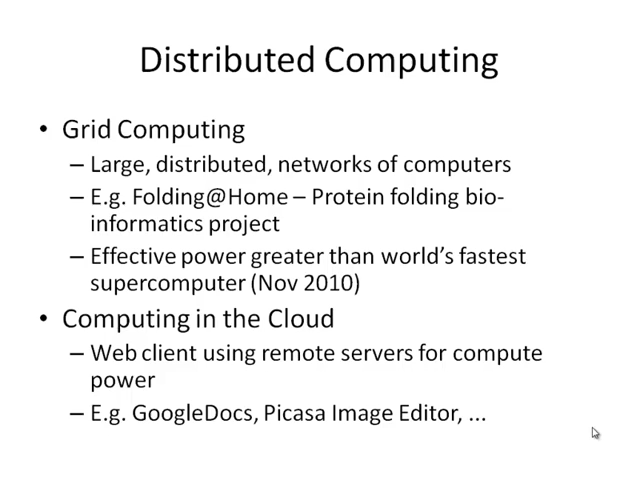 Distributed Computing
• Grid Computing
– Large, distributed, networks of computers
– E.g. Folding@Home – Protein folding bio-
informatics project
– Effective power greater than world's fastest
supercomputer (Nov 2010)
• Computing in the Cloud
– Web client using remote servers for compute
power
– E.g. GoogleDocs, Picasa Image Editor, ...